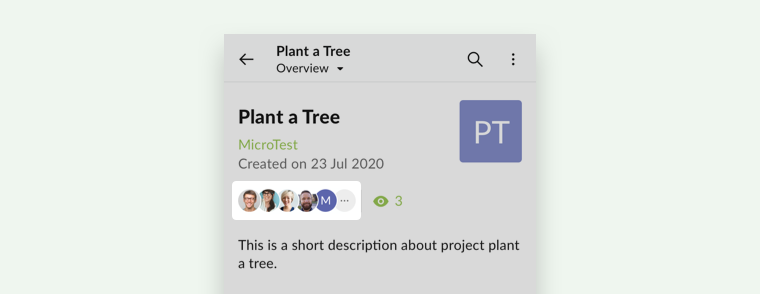 Plant a Tree
Overview
Plant a Tree
PT
MicroTest
Created on 23 Jul 2020
M
3
This is a short description about project plant
a tree.